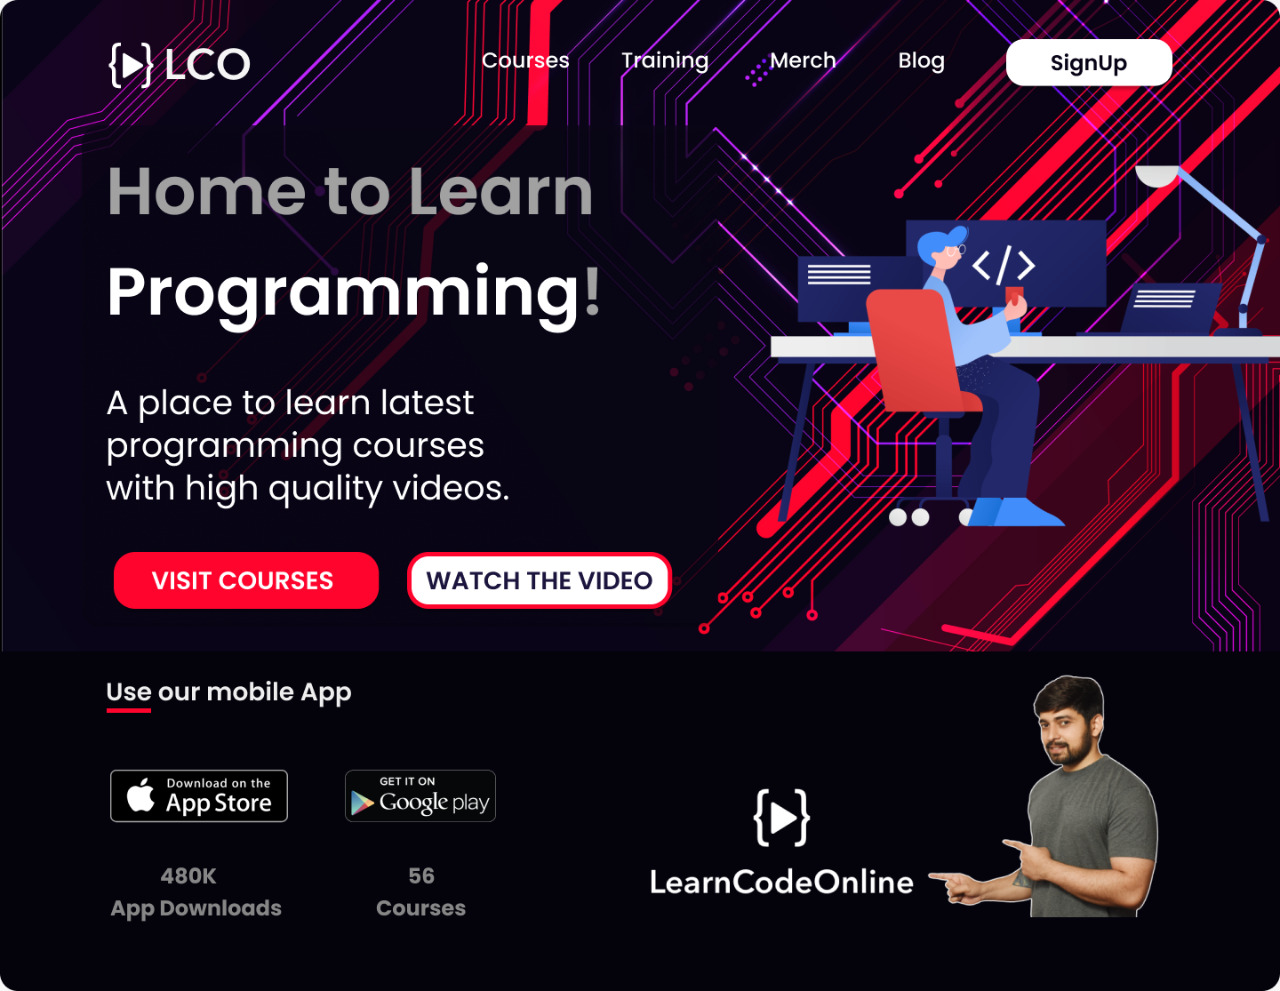 LCO
Courses
Training
Merch
Blog
SignUp
Home to Learn
Programming!
</>
A place to learn latest
programming courses
with high quality videos.
VISIT COURSES
WATCH THE VIDEO
Use our mobile App
Download on the
App Store
GET IT ON
Google play
480K
App Downloads
56
Courses
LearnCodeOnline